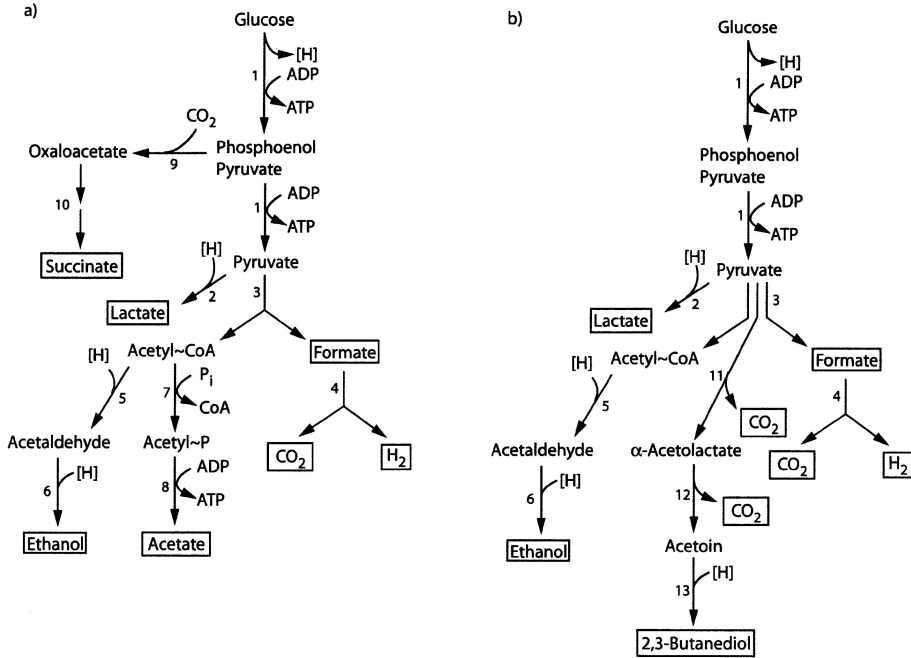 a)
Glucose
[H]
1
ADP
ATP
CO2
Oxaloacetate
9
Phosphoenol
Pyruvate
10
1
ADP
ATP
Succinate
[H]
Pyruvate
2
3
Lactate
[H]
Acetyl~CoA
Formate
5
7
Pi
CoA
4
Acetaldehyde
Acetyl~P
CO2
H2
6
[H]
8
ADP
ATP
Ethanol
Acetate
b)
Glucose
[H]
1
ADP
ATP
Phosphoenol
Pyruvate
1
ADP
ATP
[H]
Pyruvate
2
3
Lactate
[H]
Acetyl~CoA
Formate
5
11
4
CO2
Acetaldehyde
α-Acetolactate
CO2
H2
6
[H]
12
CO2
Ethanol
Acetoin
13
[H]
2,3-Butanediol